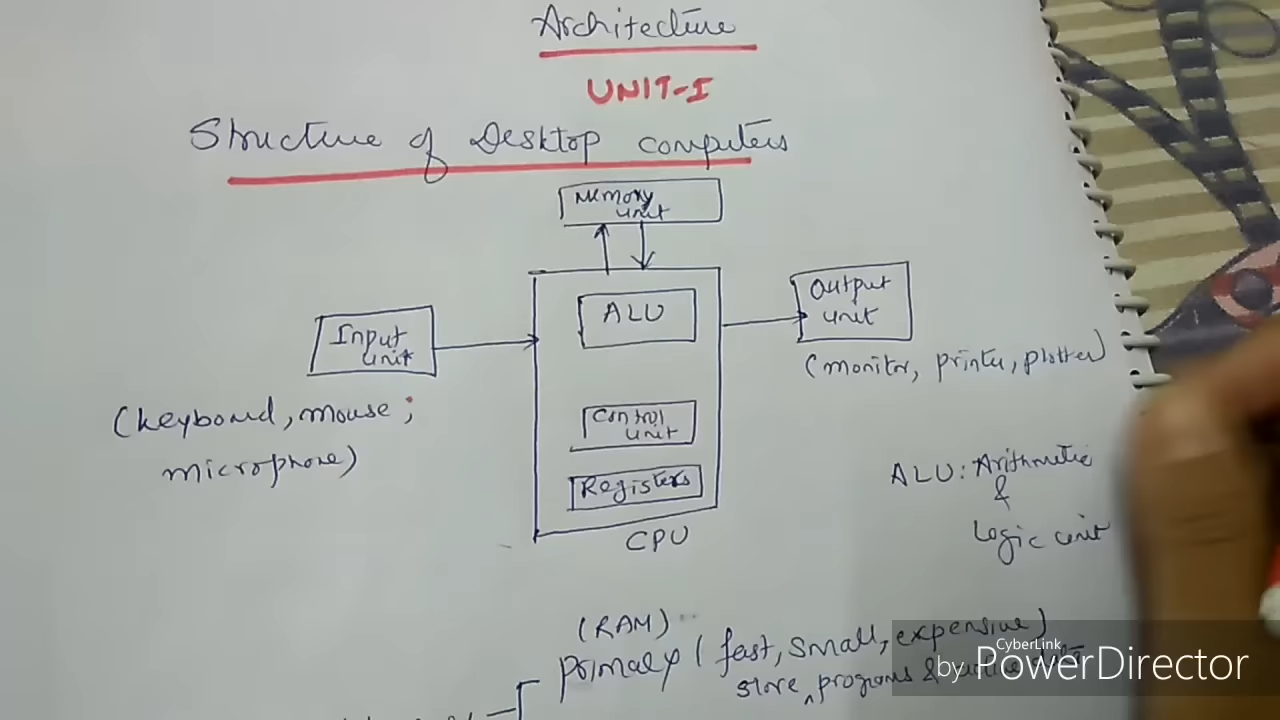 Architecture
UNIT-I
Structure of Desktop computers
Memory
unit
ALU
Input
unit
Output
unit
(monitor, printer, plotter)
(keyboard, mouse,
microphone)
Control
unit
Registers
CPU
ALU: Arithmetic
&
Logic unit
(RAM)
primary (fast, small, expensive)
store, programs &
CyberLink
by PowerDirector